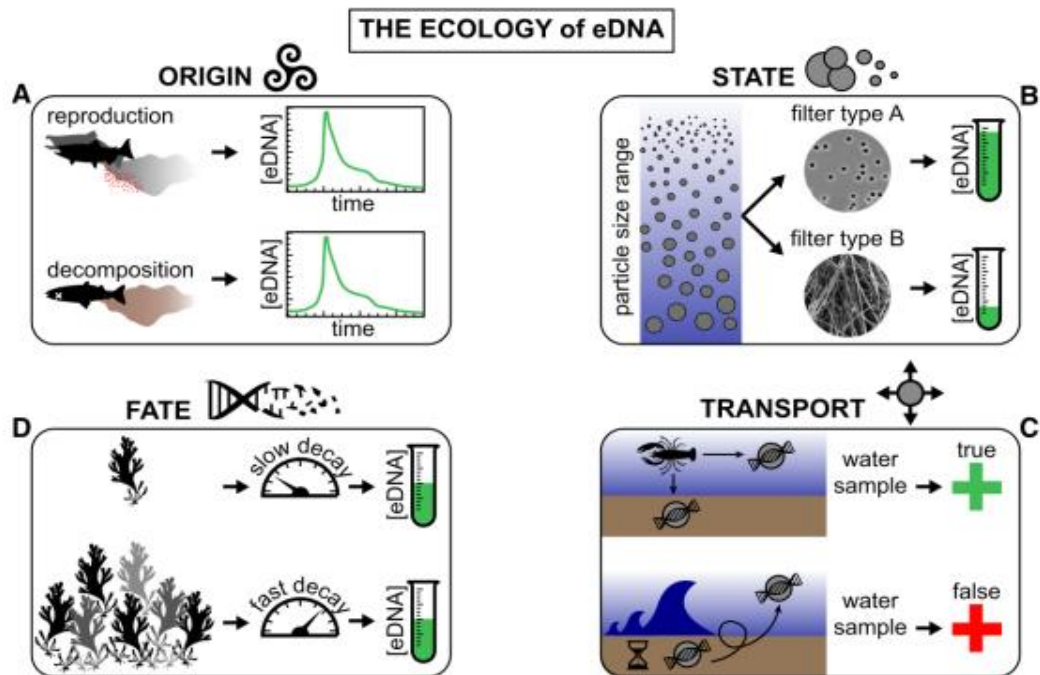 THE ECOLOGY of eDNA
ORIGIN
A
reproduction
[eDNA]
time
decomposition
[eDNA]
time
STATE
B
particle size range
filter type A
[eDNA]
filter type B
[eDNA]
FATE
D
slow decay
[eDNA]
fast decay
[eDNA]
TRANSPORT
C
water
sample
true
water
sample
false